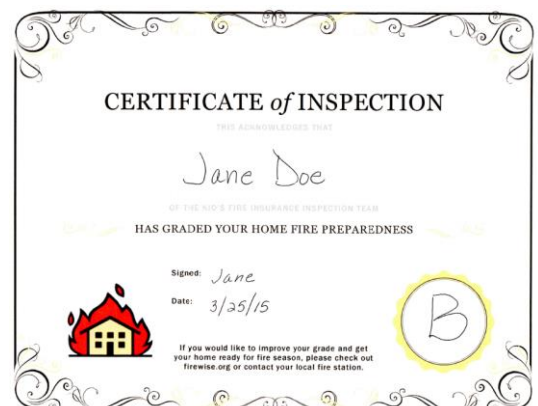 CERTIFICATE of INSPECTION
THIS ACKNOWLEDGES THAT
Jane Doe
OF THE KID'S FIRE INSURANCE INSPECTION TEAM
HAS GRADED YOUR HOME FIRE PREPAREDNESS
Signed: Jane
Date: 3/25/15
B
If you would like to improve your grade and get
your home ready for fire season, please check out
firewise.org or contact your local fire station.